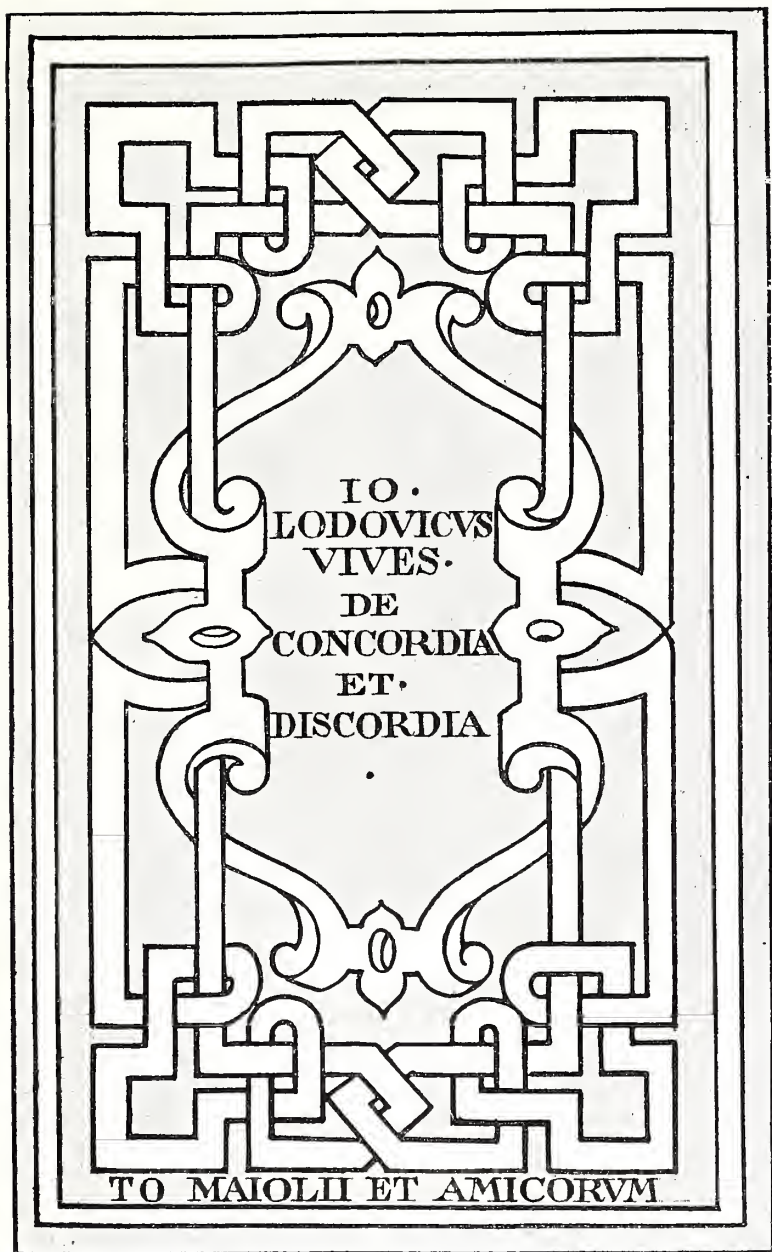 IO·
LODOVICVS
VIVES·
DE
CONCORDIA
ET·
DISCORDIA
TO MAIOLII ET AMICORVM